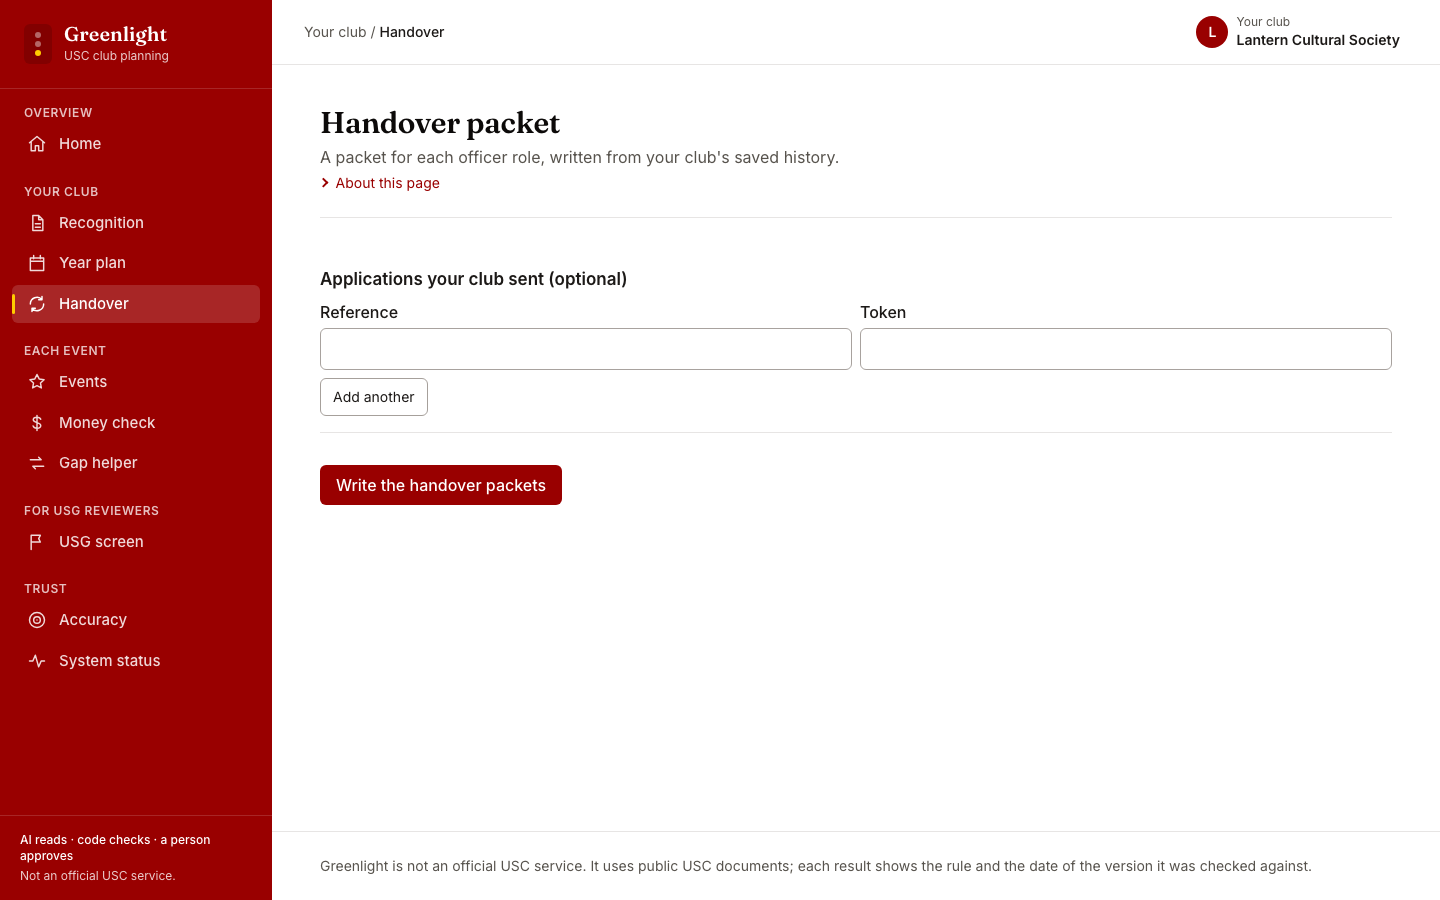 Greenlight
USC club planning
OVERVIEW
Home
YOUR CLUB
Recognition
Year plan
Handover
EACH EVENT
Events
Money check
Gap helper
FOR USG REVIEWERS
USG screen
TRUST
Accuracy
System status
AI reads · code checks · a person
approves
Not an official USC service.
Your club / Handover
L
Your club
Lantern Cultural Society
Handover packet
A packet for each officer role, written from your club's saved history.
About this page
Applications your club sent (optional)
Reference
Token
Add another
Write the handover packets
Greenlight is not an official USC service. It uses public USC documents; each result shows the rule and the date of the version it was checked against.